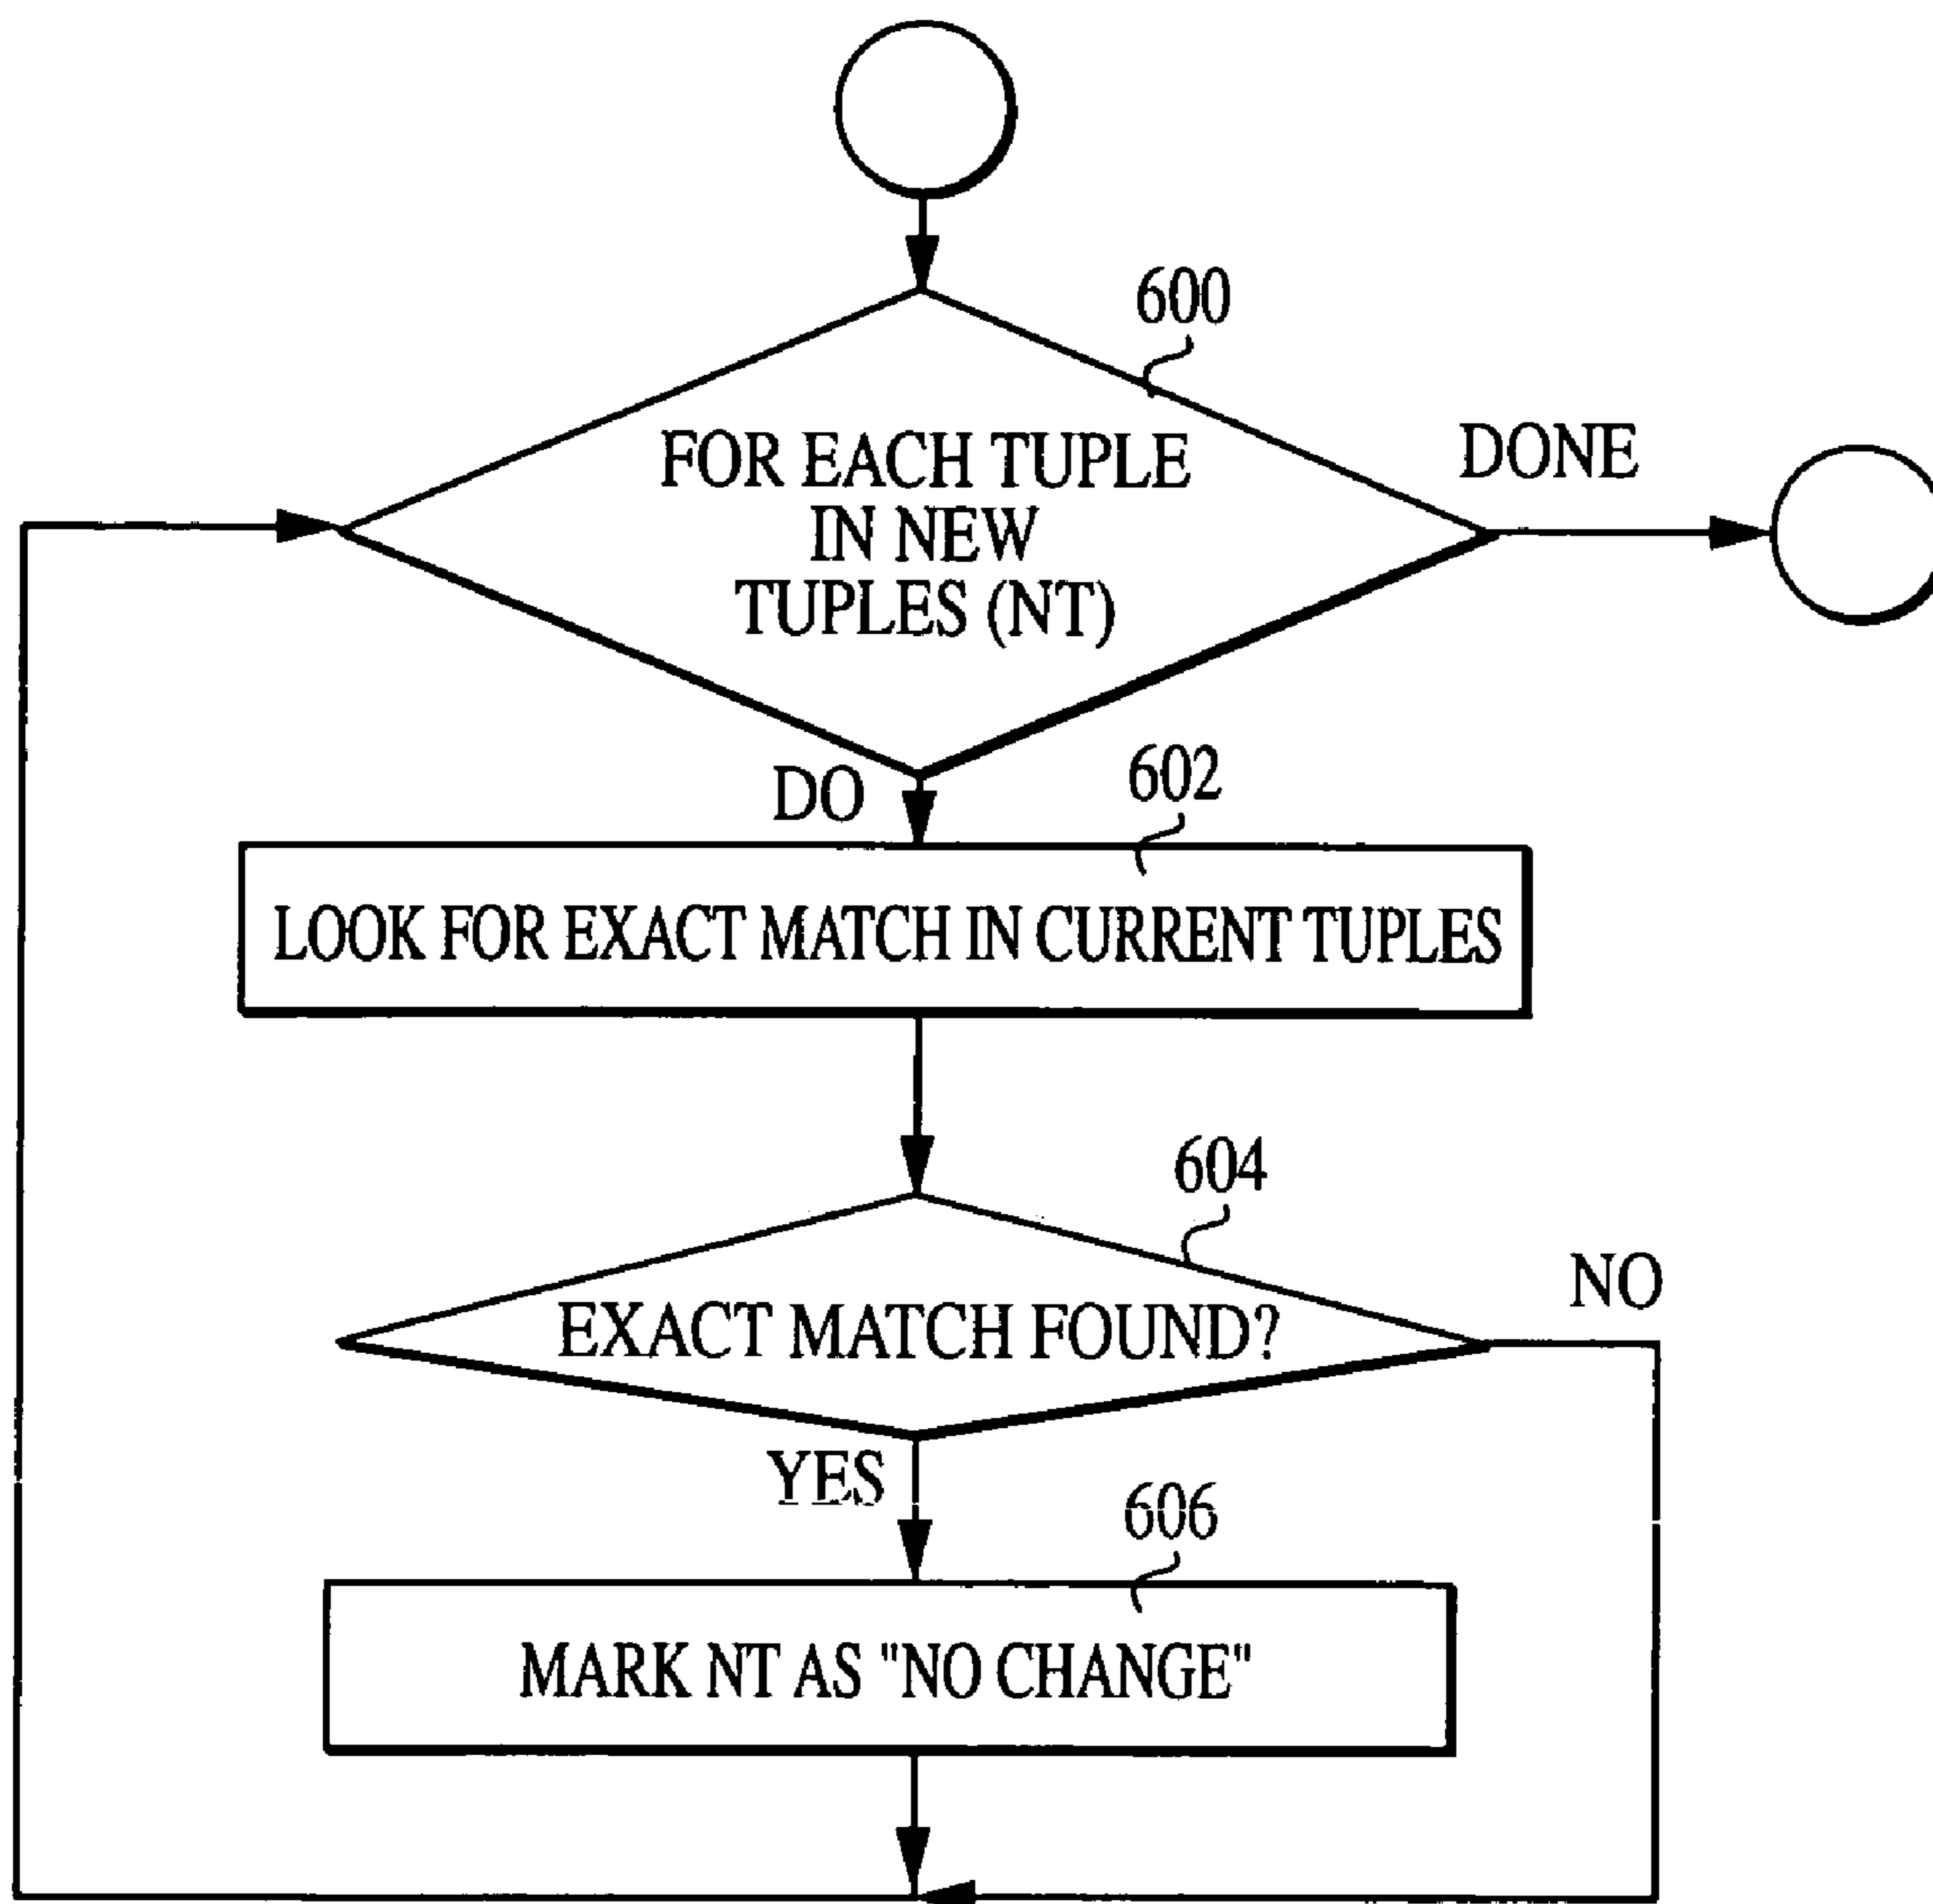 600
FOR EACH TUPLE
IN NEW
TUPLES (NT)
DONE
DO
602
LOOK FOR EXACT MATCH IN CURRENT TUPLES
604
EXACT MATCH FOUND?
NO
YES
606
MARK NT AS "NO CHANGE"